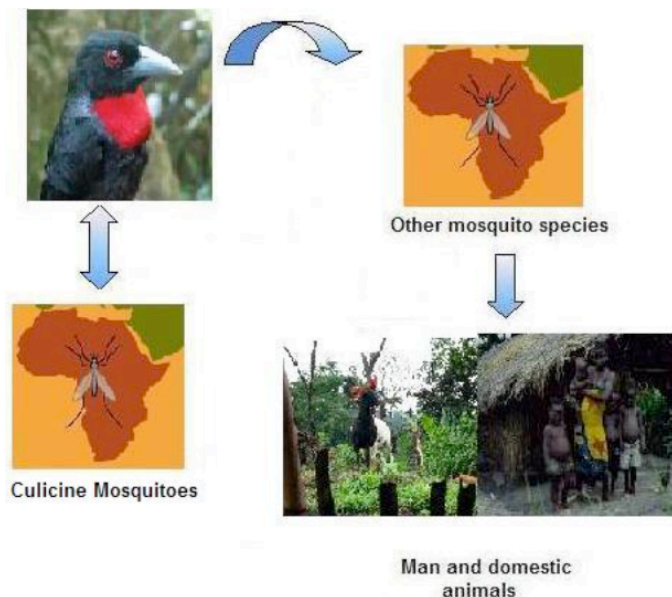 Other mosquito species
Culicine Mosquitoes
Man and domestic
animals